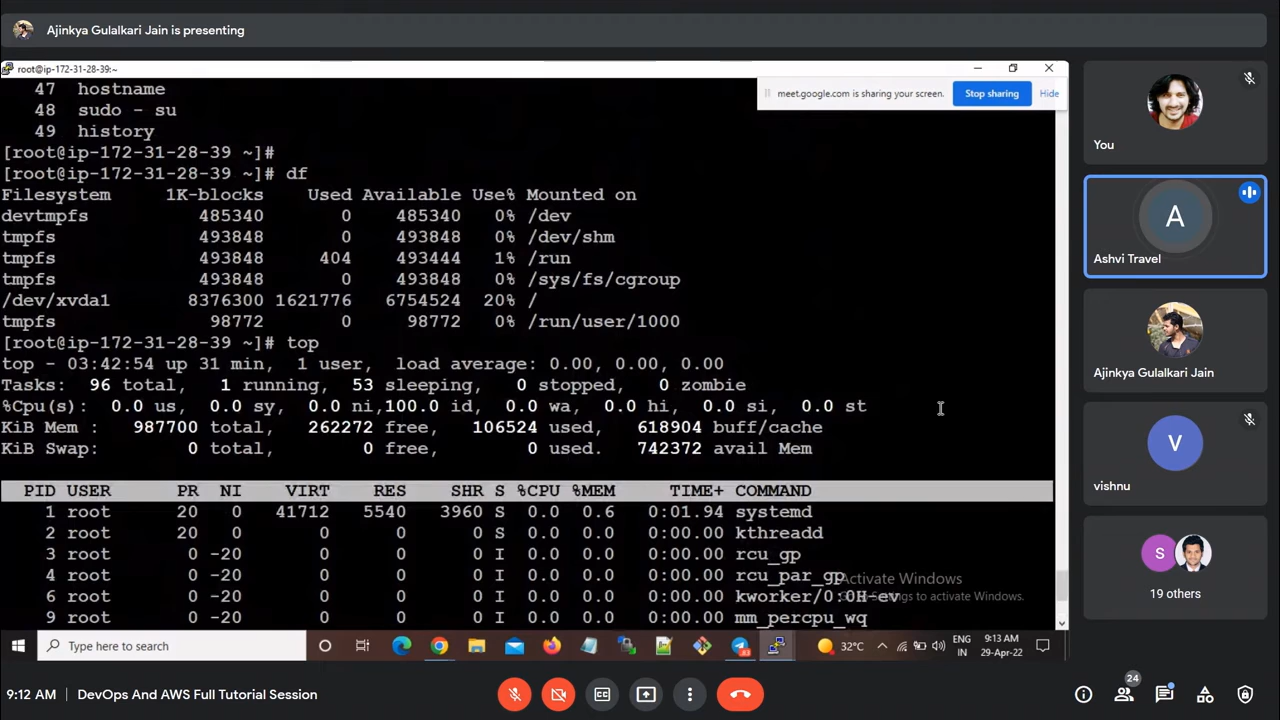 Ajinkya Gulalkari Jain is presenting
root@ip-172-31-28-39:~
meet.google.com is sharing your screen. Stop sharing Hide
47 hostname
48 sudo - su
49 history
[root@ip-172-31-28-39 ~]#
[root@ip-172-31-28-39 ~]# df
Filesystem 1K-blocks Used Available Use% Mounted on
devtmpfs 485340 0 485340 0% /dev
tmpfs 493848 0 493848 0% /dev/shm
tmpfs 493848 404 493444 1% /run
tmpfs 493848 0 493848 0% /sys/fs/cgroup
/dev/xvda1 8376300 1621776 6754524 20% /
tmpfs 98772 0 98772 0% /run/user/1000
[root@ip-172-31-28-39 ~]# top
top - 03:42:54 up 31 min, 1 user, load average: 0.00, 0.00, 0.00
Tasks: 96 total, 1 running, 53 sleeping, 0 stopped, 0 zombie
%Cpu(s): 0.0 us, 0.0 sy, 0.0 ni,100.0 id, 0.0 wa, 0.0 hi, 0.0 si, 0.0 st
KiB Mem : 987700 total, 262272 free, 106524 used, 618904 buff/cache
KiB Swap: 0 total, 0 free, 0 used. 742372 avail Mem
PID USER PR NI VIRT RES SHR S %CPU %MEM TIME+ COMMAND
1 root 20 0 41712 5540 3960 S 0.0 0.6 0:01.94 systemd
2 root 20 0 0 0 0 S 0.0 0.0 0:00.00 kthreadd
3 root 0 -20 0 0 0 I 0.0 0.0 0:00.00 rcu_gp
4 root 0 -20 0 0 0 I 0.0 0.0 0:00.00 rcu_par_gp
6 root 0 -20 0 0 0 I 0.0 0.0 0:00.00 kworker/0:0H-ev
9 root 0 -20 0 0 0 I 0.0 0.0 0:00.00 mm_percpu_wq
Activate Windows
to activate Windows.
Type here to search
32°C
ENG
IN
9:13 AM
29-Apr-22
You
A
Ashvi Travel
Ajinkya Gulalkari Jain
V
vishnu
S
19 others
9:12 AM | DevOps And AWS Full Tutorial Session
24